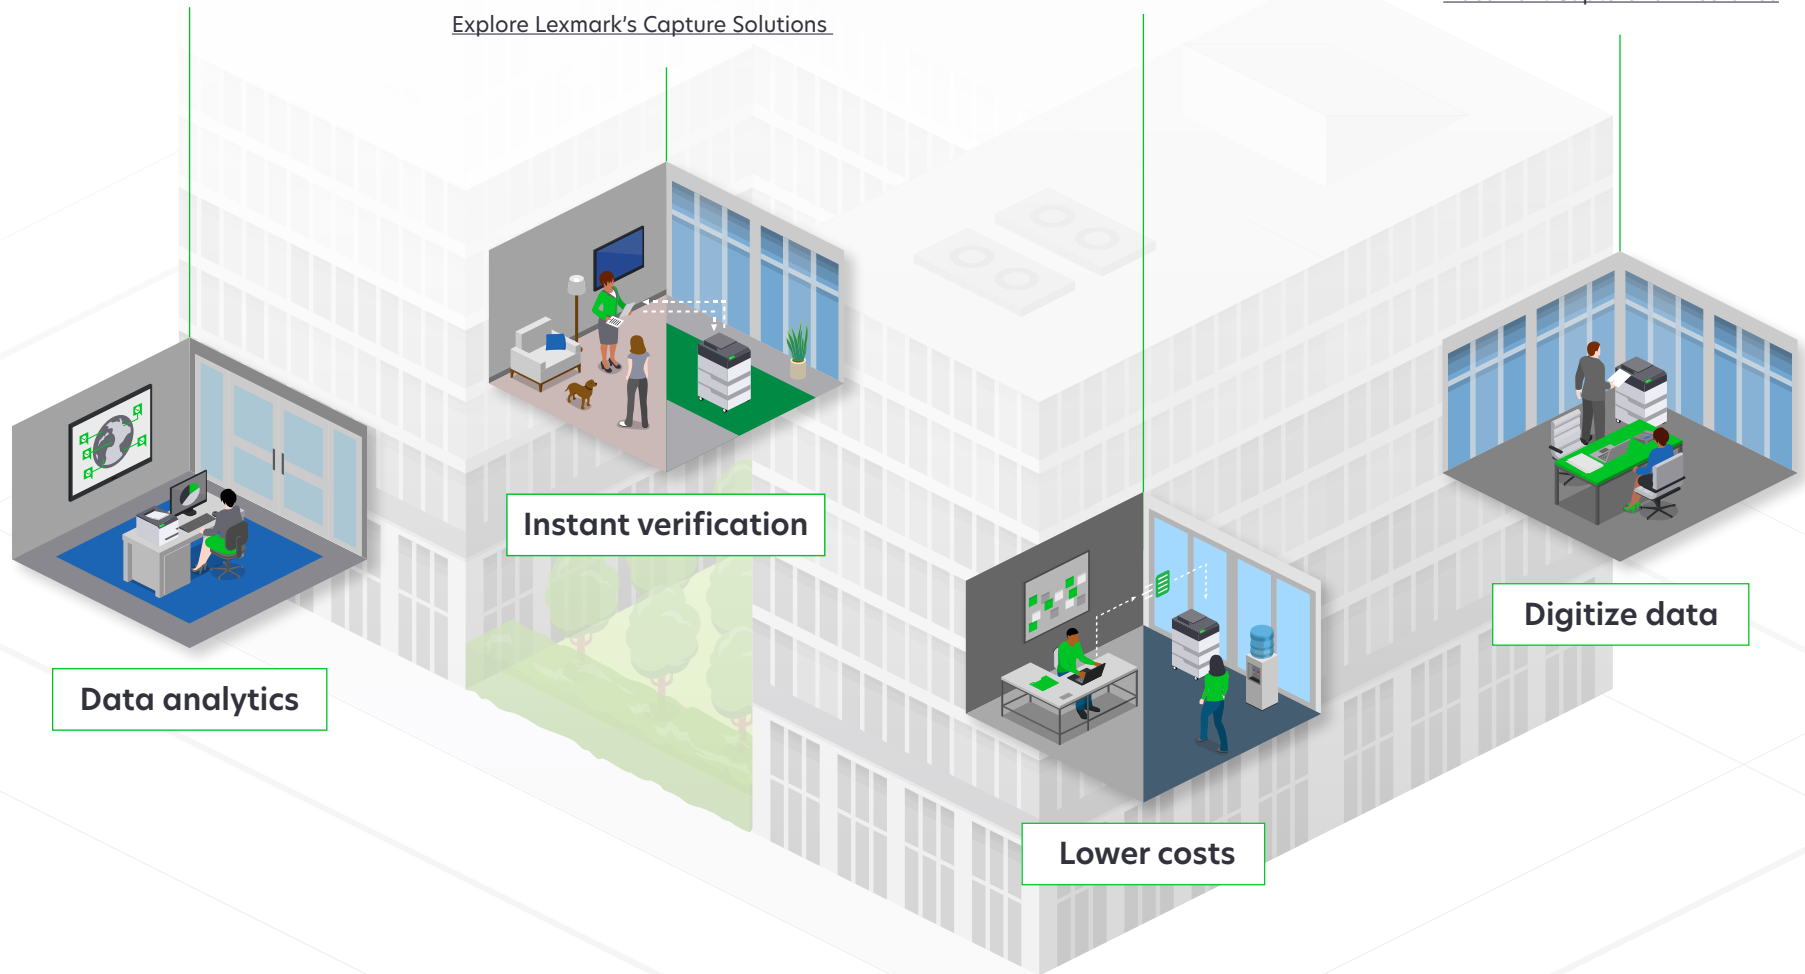 Explore Lexmark's Capture Solutions
Instant verification
Digitize data
Data analytics
Lower costs